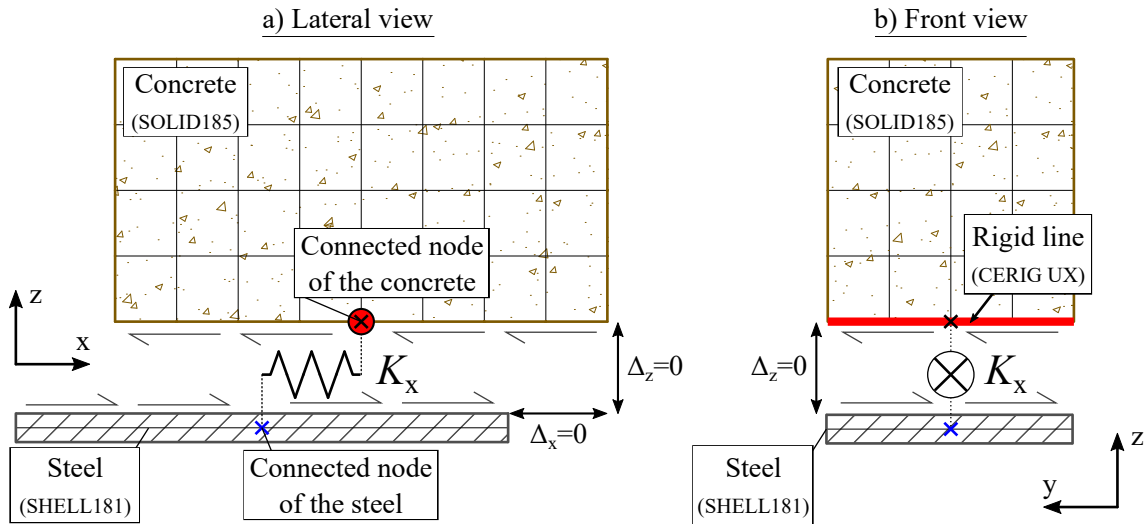 a) Lateral view
Concrete
(SOLID185)
Connected node
of the concrete
z
x
Kx
Δz=0
Δx=0
Steel
(SHELL181)
Connected node
of the steel
b) Front view
Concrete
(SOLID185)
Rigid line
(CERIG UX)
Δz=0
Kx
Steel
(SHELL181)
z
y